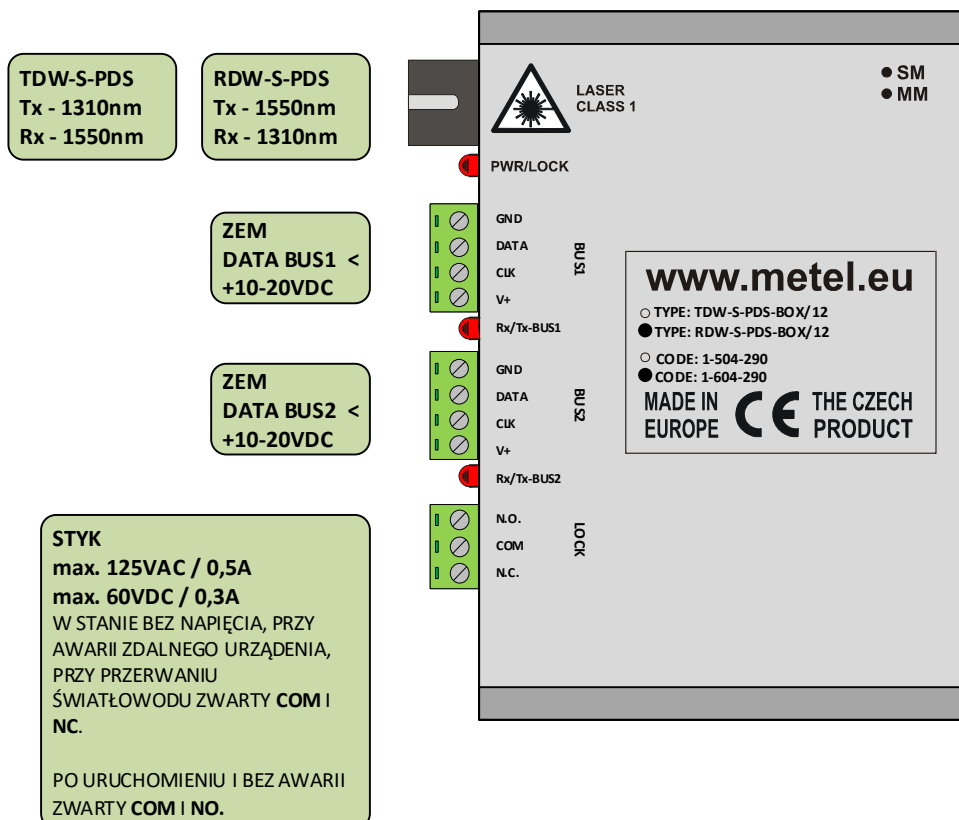 TDW-S-PDS
Tx - 1310nm
Rx - 1550nm
RDW-S-PDS
Tx - 1550nm
Rx - 1310nm
LASER
CLASS 1
SM
MM
PWR/LOCK
ZEM
DATA BUS1 <
+10-20VDC
GND
DATA
CLK
V+
BUS1
Rx/Tx-BUS1
ZEM
DATA BUS2 <
+10-20VDC
GND
DATA
CLK
V+
BUS2
Rx/Tx-BUS2
N.O.
COM
N.C.
LOCK
www.metel.eu
TYPE: TDW-S-PDS-BOX/12
TYPE: RDW-S-PDS-BOX/12
CODE: 1-504-290
CODE: 1-604-290
MADE IN
EUROPE
CE
THE CZECH
PRODUCT
STYK
max. 125VAC / 0,5A
max. 60VDC / 0,3A
W STANIE BEZ NAPIĘCIA, PRZY
AWARII ZDALNEGO URZĄDENIA,
PRZY PRZERWANIU
ŚWIATŁOWODU ZWARTY COM I
NC.
PO URUCHOMIENIU I BEZ AWARII
ZWARTY COM I NO.